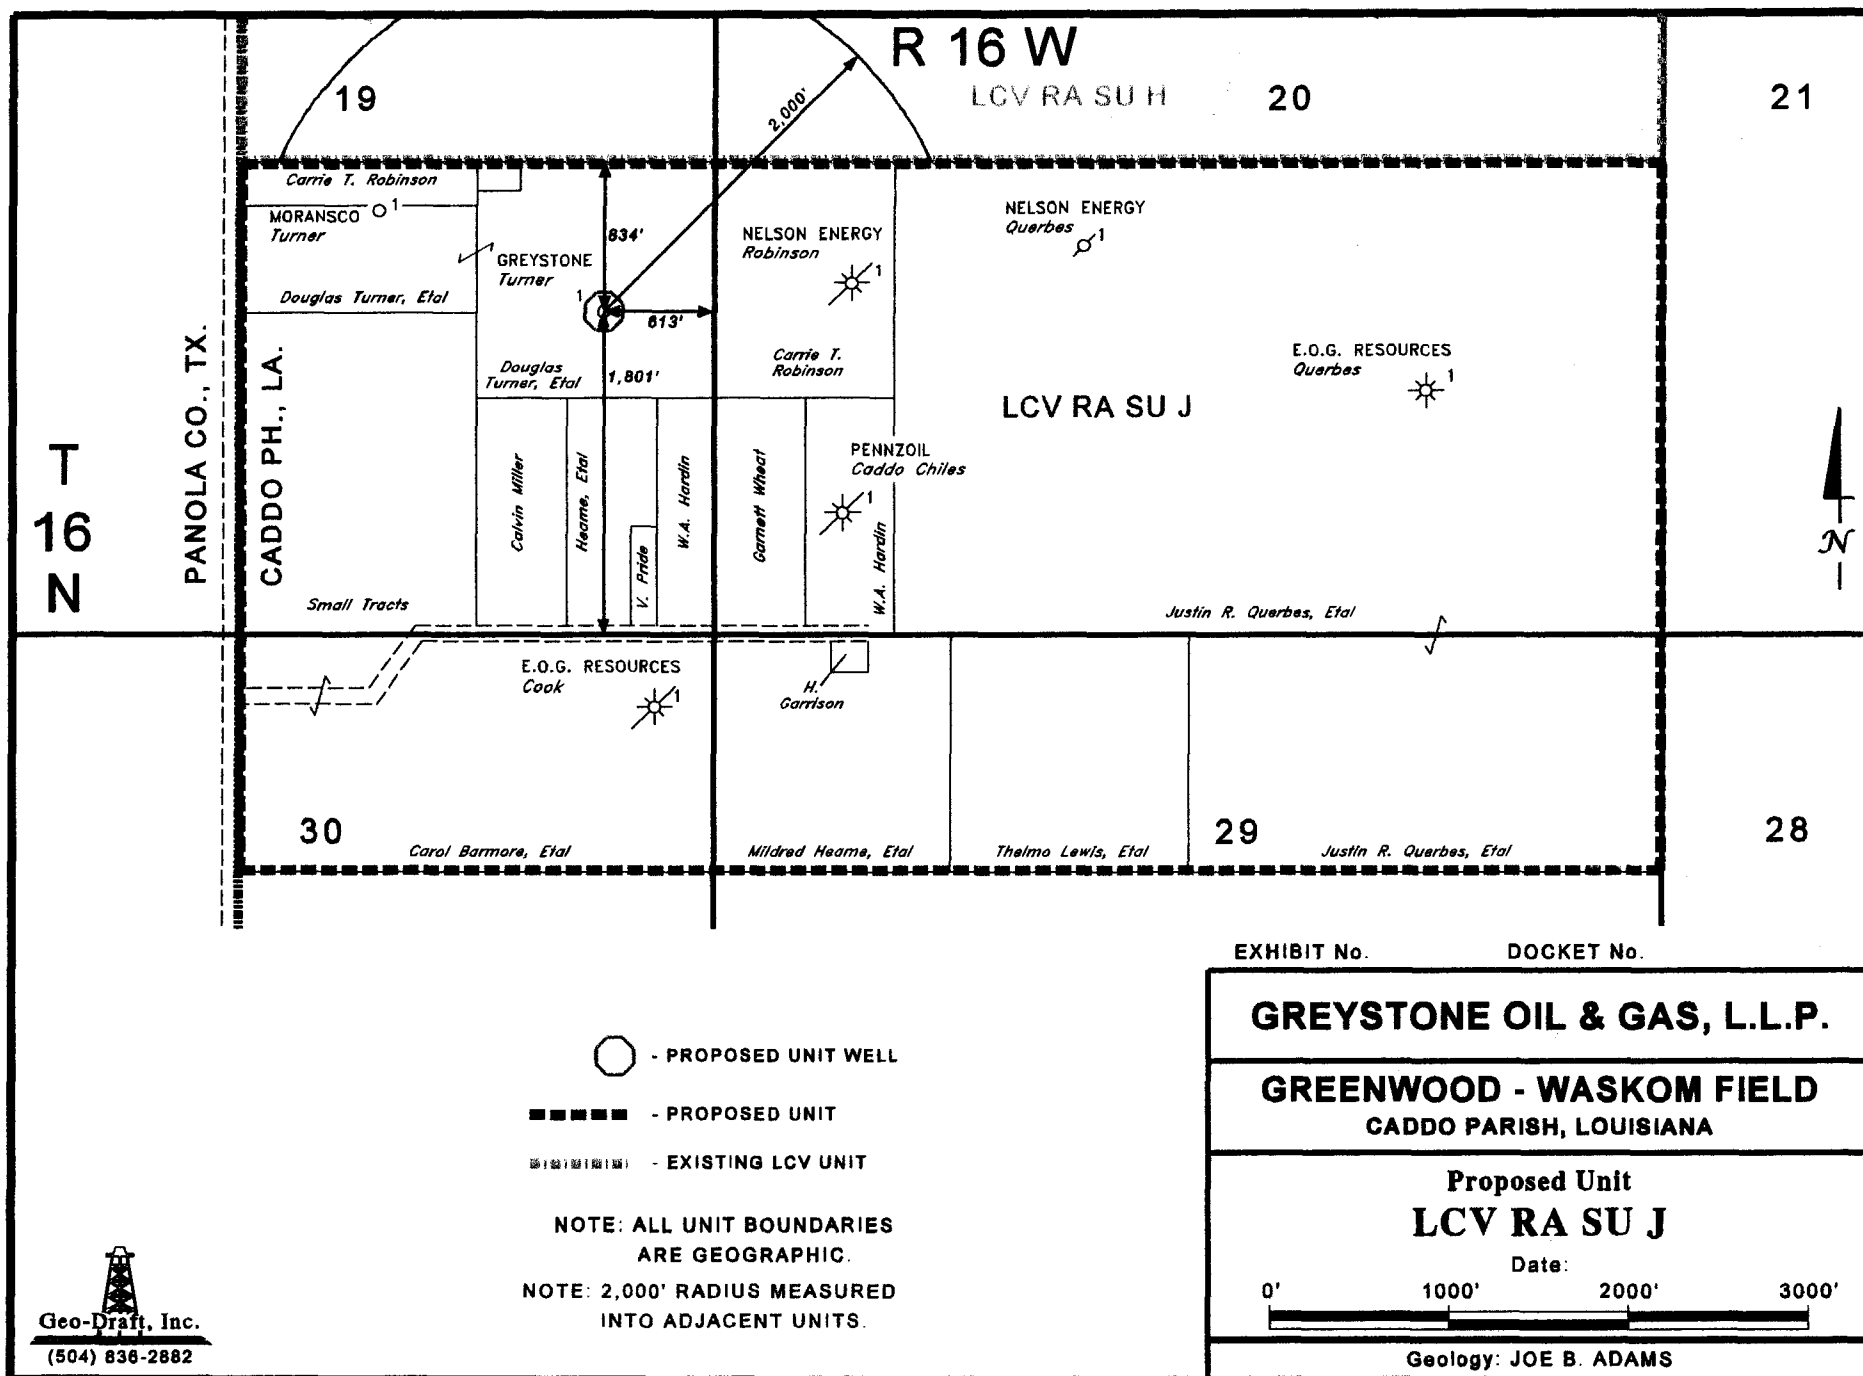 R 16 W
LCV RA SU H
19
20
21
2,000'
Carrie T. Robinson
MORANSCO
1
Turner
834'
GREYSTONE
Turner
1
613'
NELSON ENERGY
Robinson
1
NELSON ENERGY
Querbes
1
Douglas Turner, Etal
Douglas
Turner, Etal
1,801'
Carrie T.
Robinson
E.O.G. RESOURCES
Querbes
1
LCV RA SU J
PANOLA CO., TX.
CADDO PH., LA.
T
16
N
Calvin Miller
Hearne, Etal
V. Pride
W.A. Hardin
Garnett Wheat
PENNZOIL
Caddo Chiles
1
W.A. Hardin
N
Small Tracts
Justin R. Querbes, Etal
E.O.G. RESOURCES
Cook
1
H.
Garrison
30
29
28
Carol Barmore, Etal
Mildred Hearne, Etal
Thelmo Lewis, Etal
Justin R. Querbes, Etal
EXHIBIT No.
DOCKET No.
GREYSTONE OIL & GAS, L.L.P.
GREENWOOD - WASKOM FIELD
CADDO PARISH, LOUISIANA
Proposed Unit
LCV RA SU J
Date:
0' 1000' 2000' 3000'
Geology: JOE B. ADAMS
- PROPOSED UNIT WELL
- PROPOSED UNIT
- EXISTING LCV UNIT
NOTE: ALL UNIT BOUNDARIES
ARE GEOGRAPHIC.
NOTE: 2,000' RADIUS MEASURED
INTO ADJACENT UNITS.
Geo-Draft, Inc.
(504) 836-2882